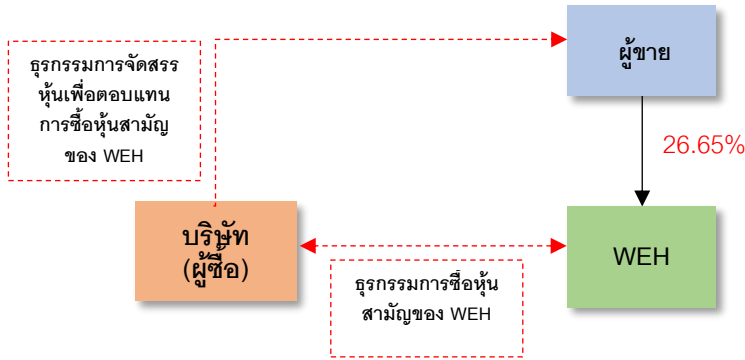 ธุรกรรมการจัดสรร
หุ้นเพื่อตอบแทน
การซื้อหุ้นสามัญ
ของ WEH
ผู้ขาย
26.65%
บริษัท
(ผู้ซื้อ)
WEH
ธุรกรรมการซื้อหุ้น
สามัญของ WEH